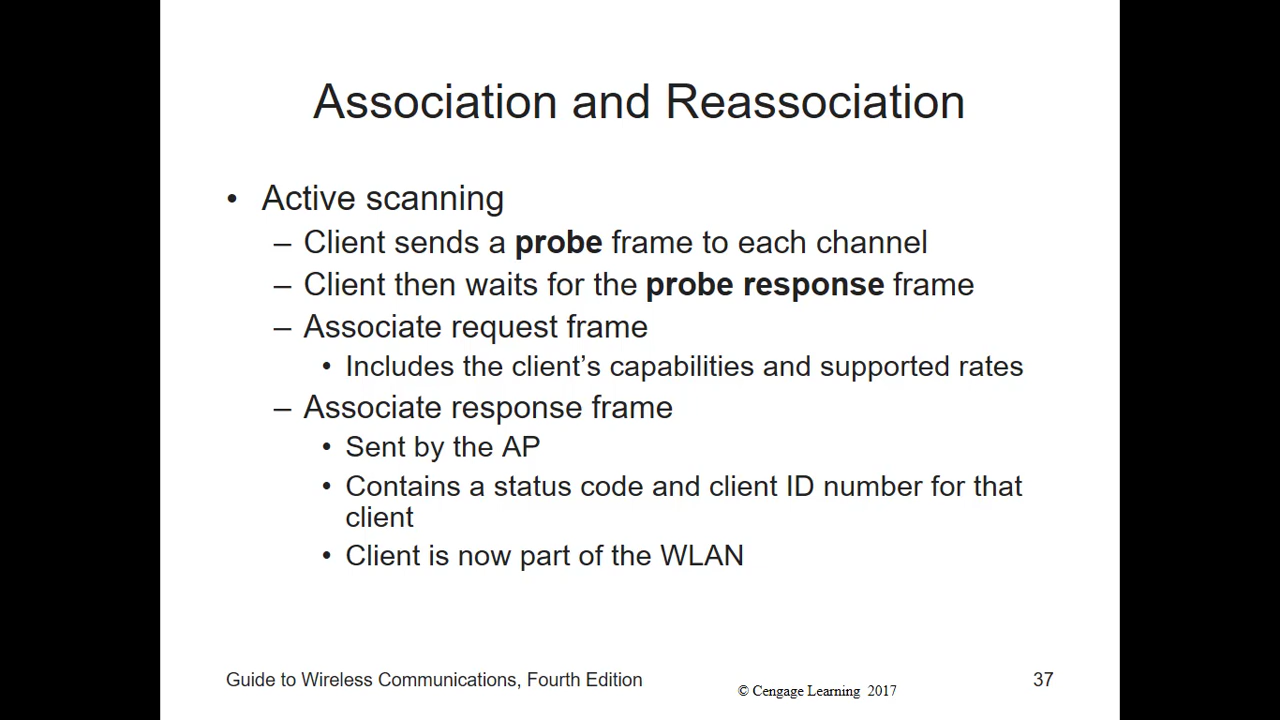 Association and Reassociation
• Active scanning
– Client sends a probe frame to each channel
– Client then waits for the probe response frame
– Associate request frame
• Includes the client’s capabilities and supported rates
– Associate response frame
• Sent by the AP
• Contains a status code and client ID number for that
client
• Client is now part of the WLAN
Guide to Wireless Communications, Fourth Edition
© Cengage Learning 2017
37